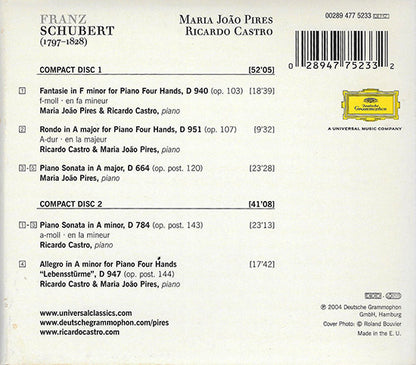 FRANZ
SCHUBERT
(1797–1828)
MARIA JOÃO PIRES
RICARDO CASTRO
00289 477 5233
COMPACT DISC 1 [52'05]
1 Fantasie in F minor for Piano Four Hands, D 940 (op. 103) [18'39]
f-moll · en fa mineur
Maria João Pires & Ricardo Castro, piano
2 Rondo in A major for Piano Four Hands, D 951 (op. 107) [9'32]
A-dur · en la majeur
Ricardo Castro & Maria João Pires, piano
3-5 Piano Sonata in A major, D 664 (op. post. 120) [23'28]
Maria João Pires, piano
COMPACT DISC 2 [41'08]
1-3 Piano Sonata in A minor, D 784 (op. post. 143) [23'13]
a-moll · en la mineur
Ricardo Castro, piano
4 Allegro in A minor for Piano Four Hands [17'42]
"Lebensstürme", D 947 (op. post. 144)
Ricardo Castro & Maria João Pires, piano
www.universalclassics.com
www.deutschegrammophon.com/pires
www.ricardocastro.com
0 28947 75233 2
Deutsche
Grammophon
A UNIVERSAL MUSIC COMPANY
℗ 2004 Deutsche Grammophon
GmbH, Hamburg
Cover Photo: © Roland Bouvier
Made in the E. U.